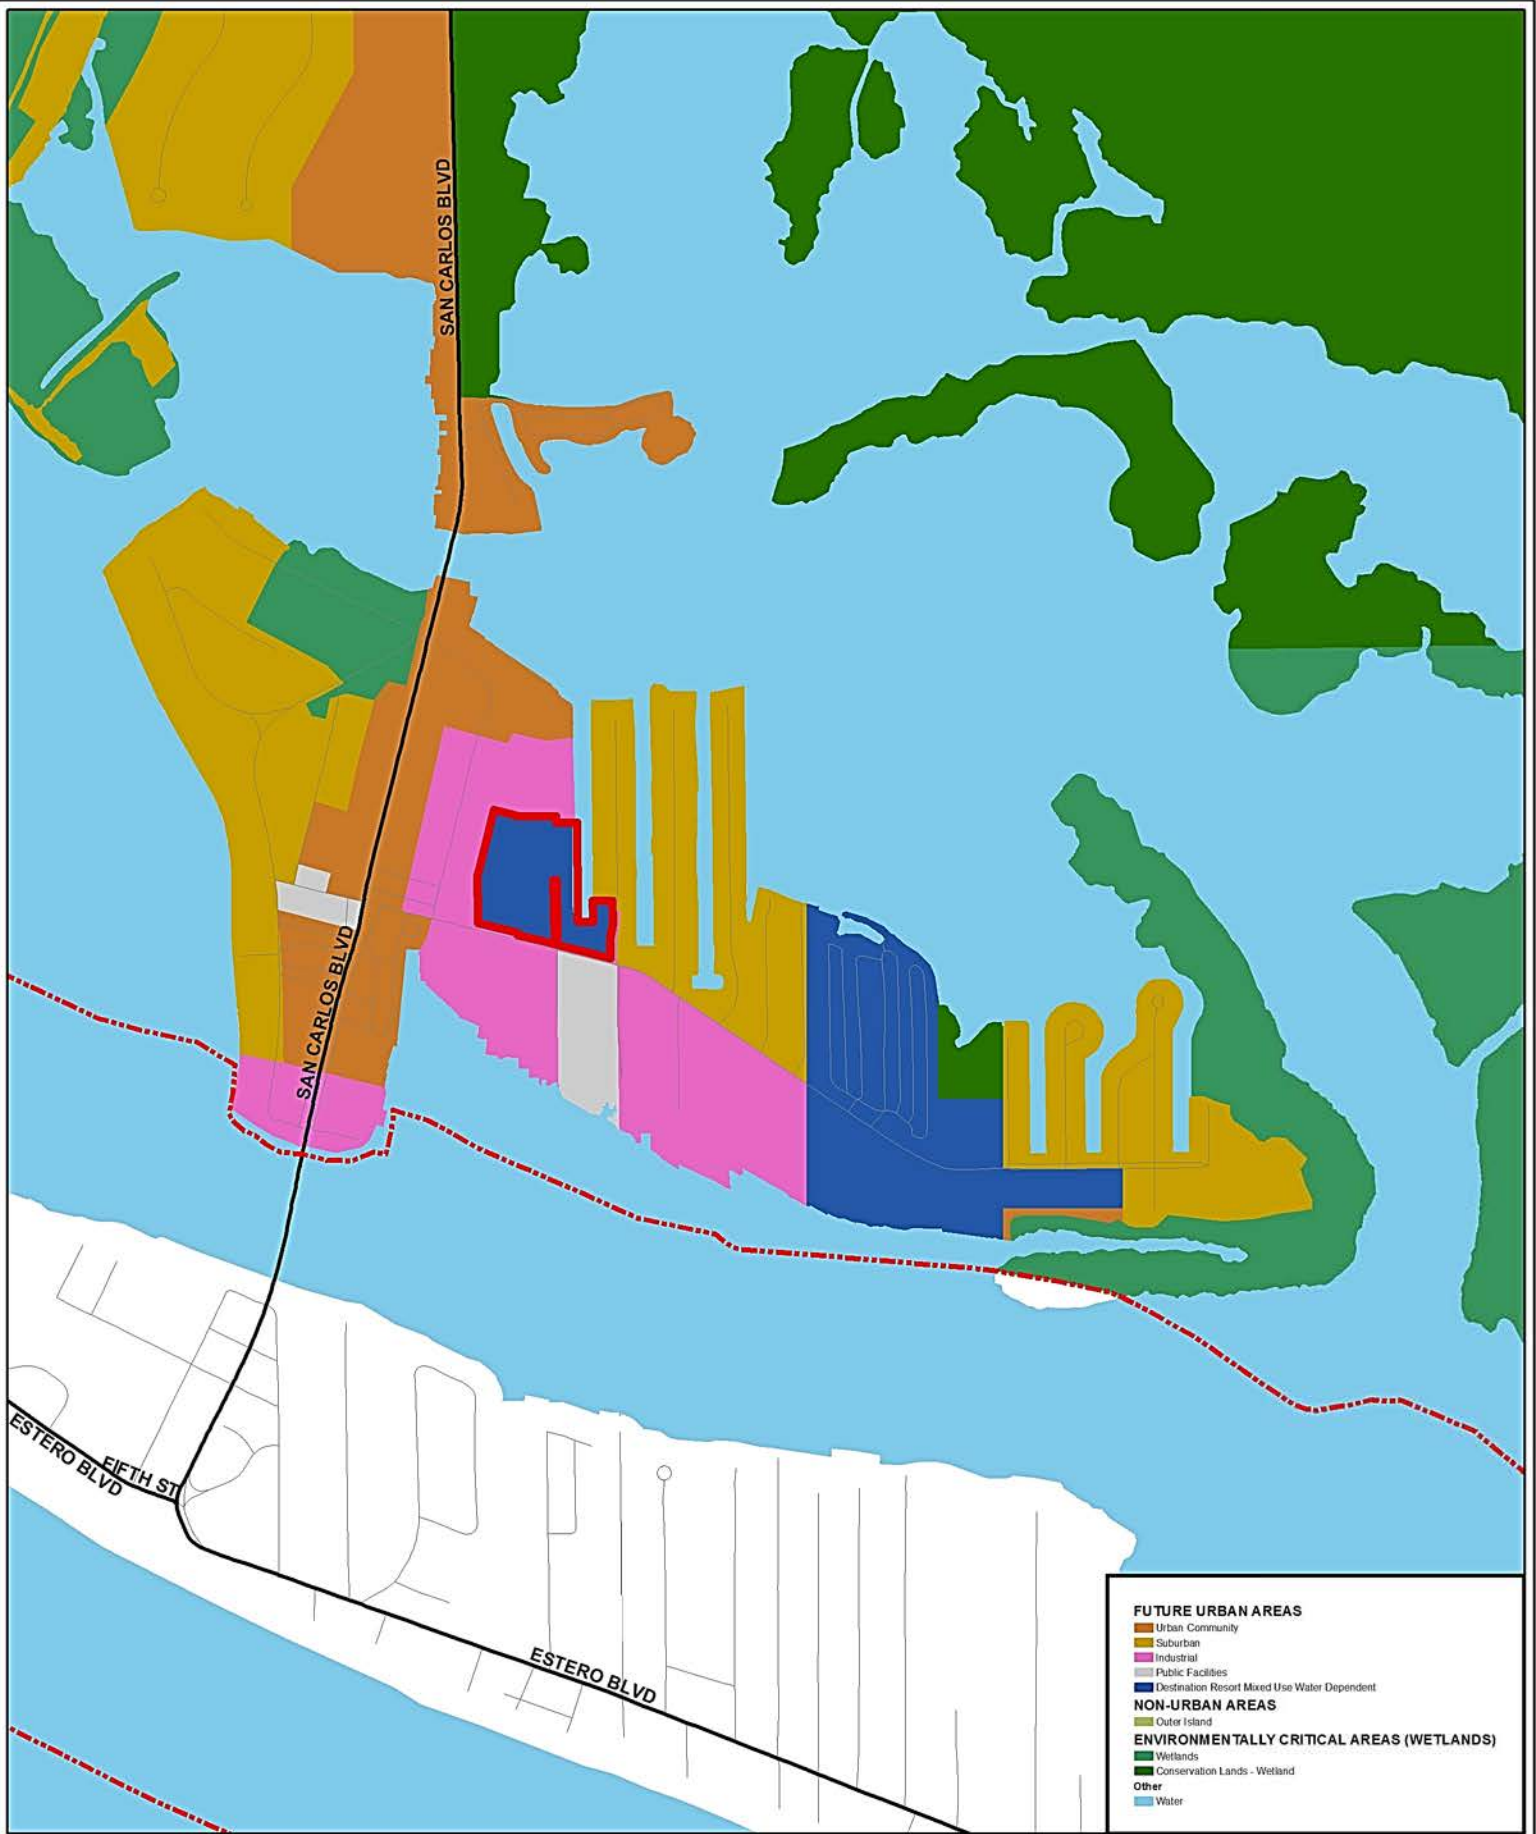 SAN CARLOS BLVD
SAN CARLOS BLVD
ESTERO BLVD
FIFTH ST
ESTERO BLVD
FUTURE URBAN AREAS
Urban Community
Suburban
Industrial
Public Facilities
Destination Resort Mixed Use Water Dependent
NON-URBAN AREAS
Outer Island
ENVIRONMENTALLY CRITICAL AREAS (WETLANDS)
Wetlands
Conservation Lands - Wetland
Other
Water